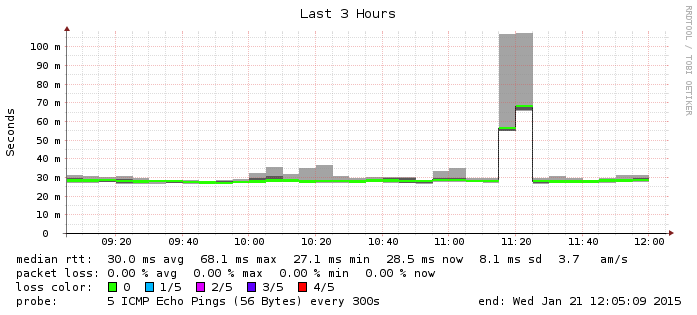 Last 3 Hours
RRDTOOL / TOBI OETIKER
Seconds
100 m
90 m
80 m
70 m
60 m
50 m
40 m
30 m
20 m
10 m
0
09:20 09:40 10:00 10:20 10:40 11:00 11:20 11:40 12:00
median rtt: 30.0 ms avg 68.1 ms max 27.1 ms min 28.5 ms now 8.1 ms sd 3.7 am/s
packet loss: 0.00 % avg 0.00 % max 0.00 % min 0.00 % now
loss color: 0 1/5 2/5 3/5 4/5
probe: 5 ICMP Echo Pings (56 Bytes) every 300s end: Wed Jan 21 12:05:09 2015